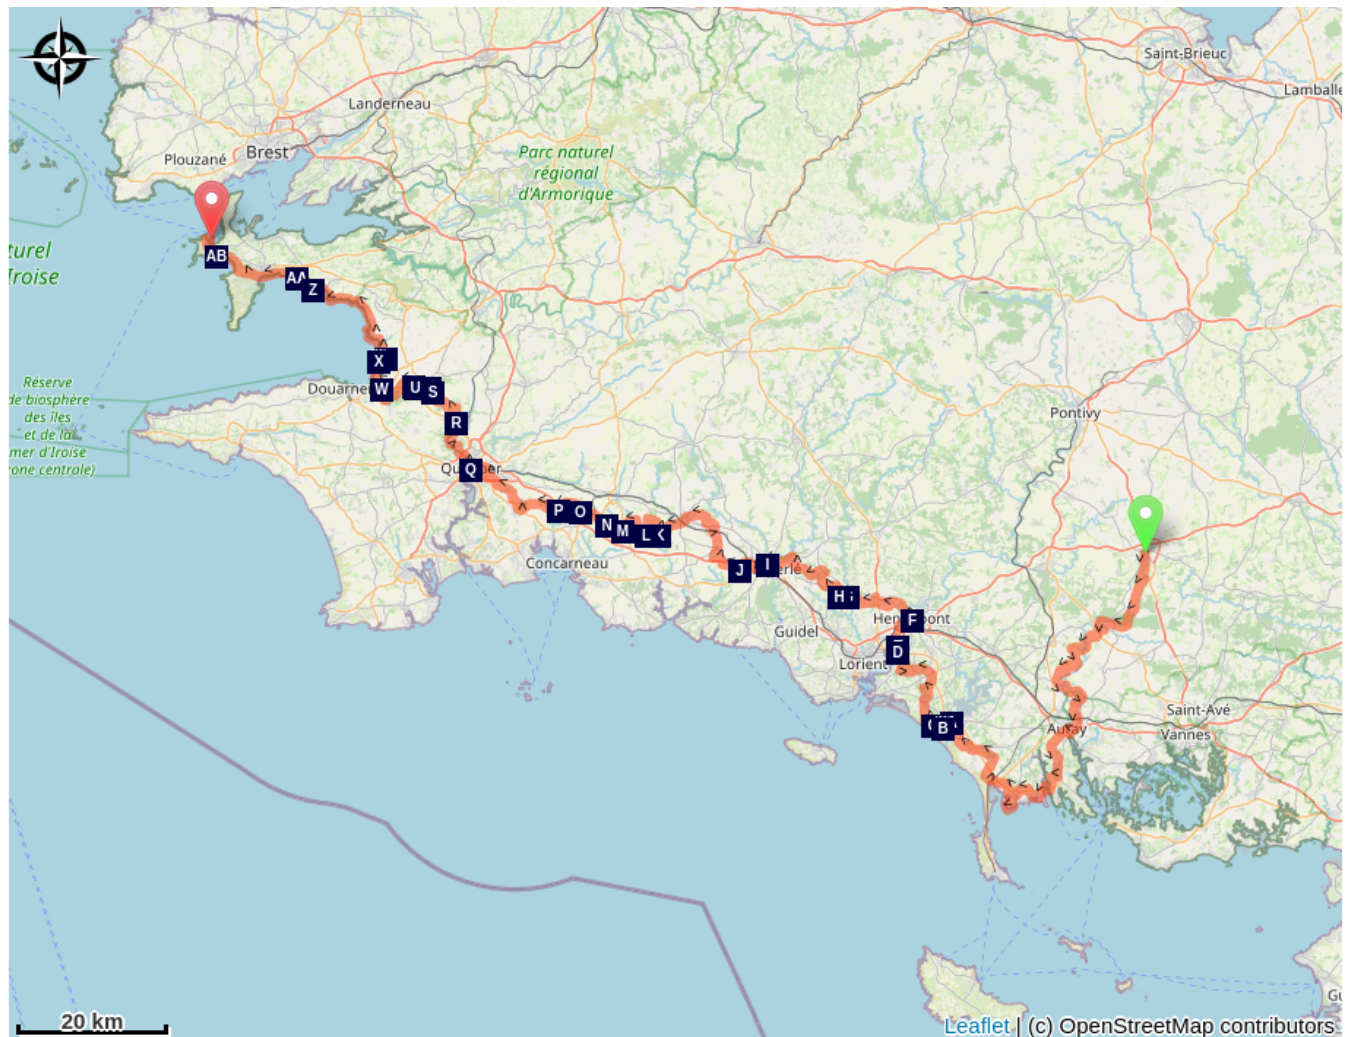 Saint-Brieuc
Lamballe
Landerneau
Plouzané
Brest
Parc naturel
régional
d'Armorique
turel
Iroise
AB
AA
Z
X
Réserve
de biosphère
des îles
et de la
mer d'Iroise
zone centrale)
Douarne
W
U
S
R
Pontivy
Q
P
O
N
M
L
Concarneau
J
I
erlé
H
F
Guidel
Lorient
D
Saint-Avé
Auray
Vannes
B
20 km
Leaflet | (c) OpenStreetMap contributors